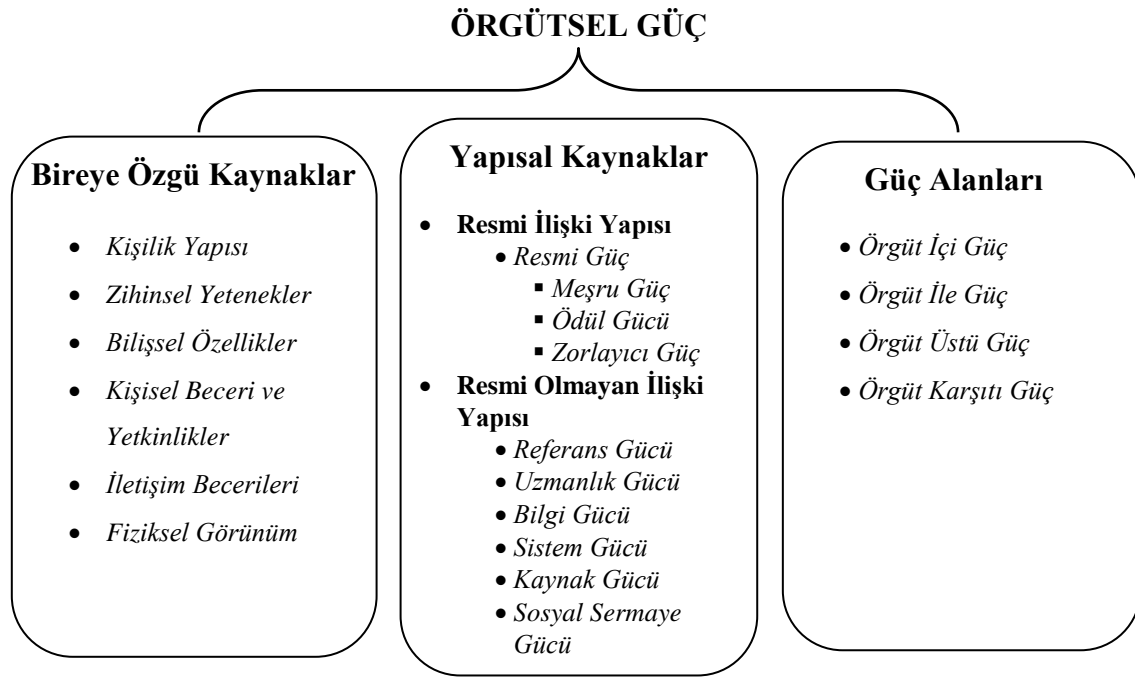 ÖRGÜTSEL GÜÇ
Bireye Özgü Kaynaklar
• Kişilik Yapısı
• Zihinsel Yetenekler
• Bilişsel Özellikler
• Kişisel Beceri ve
Yetkinlikler
• İletişim Becerileri
• Fiziksel Görünüm
Yapısal Kaynaklar
• Resmi İlişki Yapısı
• Resmi Güç
▪ Meşru Güç
▪ Ödül Gücü
▪ Zorlayıcı Güç
• Resmi Olmayan İlişki
Yapısı
• Referans Gücü
• Uzmanlık Gücü
• Bilgi Gücü
• Sistem Gücü
• Kaynak Gücü
• Sosyal Sermaye
Gücü
Güç Alanları
• Örgüt İçi Güç
• Örgüt İle Güç
• Örgüt Üstü Güç
• Örgüt Karşıtı Güç